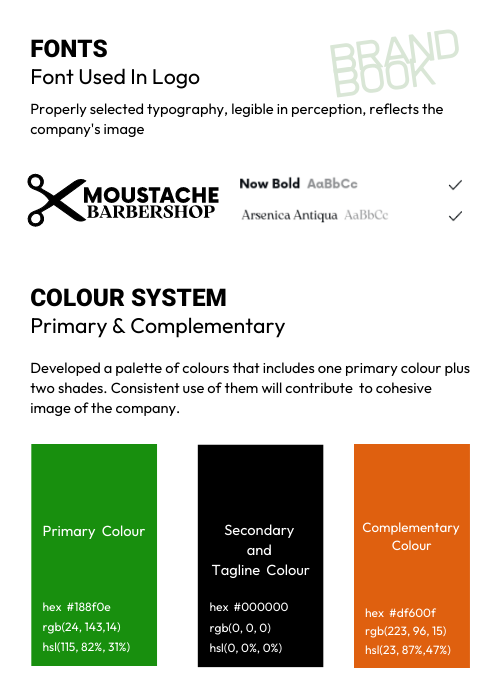 BRAND
BOOK
FONTS
Font Used In Logo
Properly selected typography, legible in perception, reflects the
company's image
MOUSTACHE
BARBERSHOP
Now Bold AaBbCc
Arsenica Antiqua AaBbCc
COLOUR SYSTEM
Primary & Complementary
Developed a palette of colours that includes one primary colour plus
two shades. Consistent use of them will contribute to cohesive
image of the company.
Primary Colour
hex #188f0e
rgb(24, 143,14)
hsl(115, 82%, 31%)
Secondary
and
Tagline Colour
hex #000000
rgb(0, 0, 0)
hsl(0, 0%, 0%)
Complementary
Colour
hex #df600f
rgb(223, 96, 15)
hsl(23, 87%,47%)